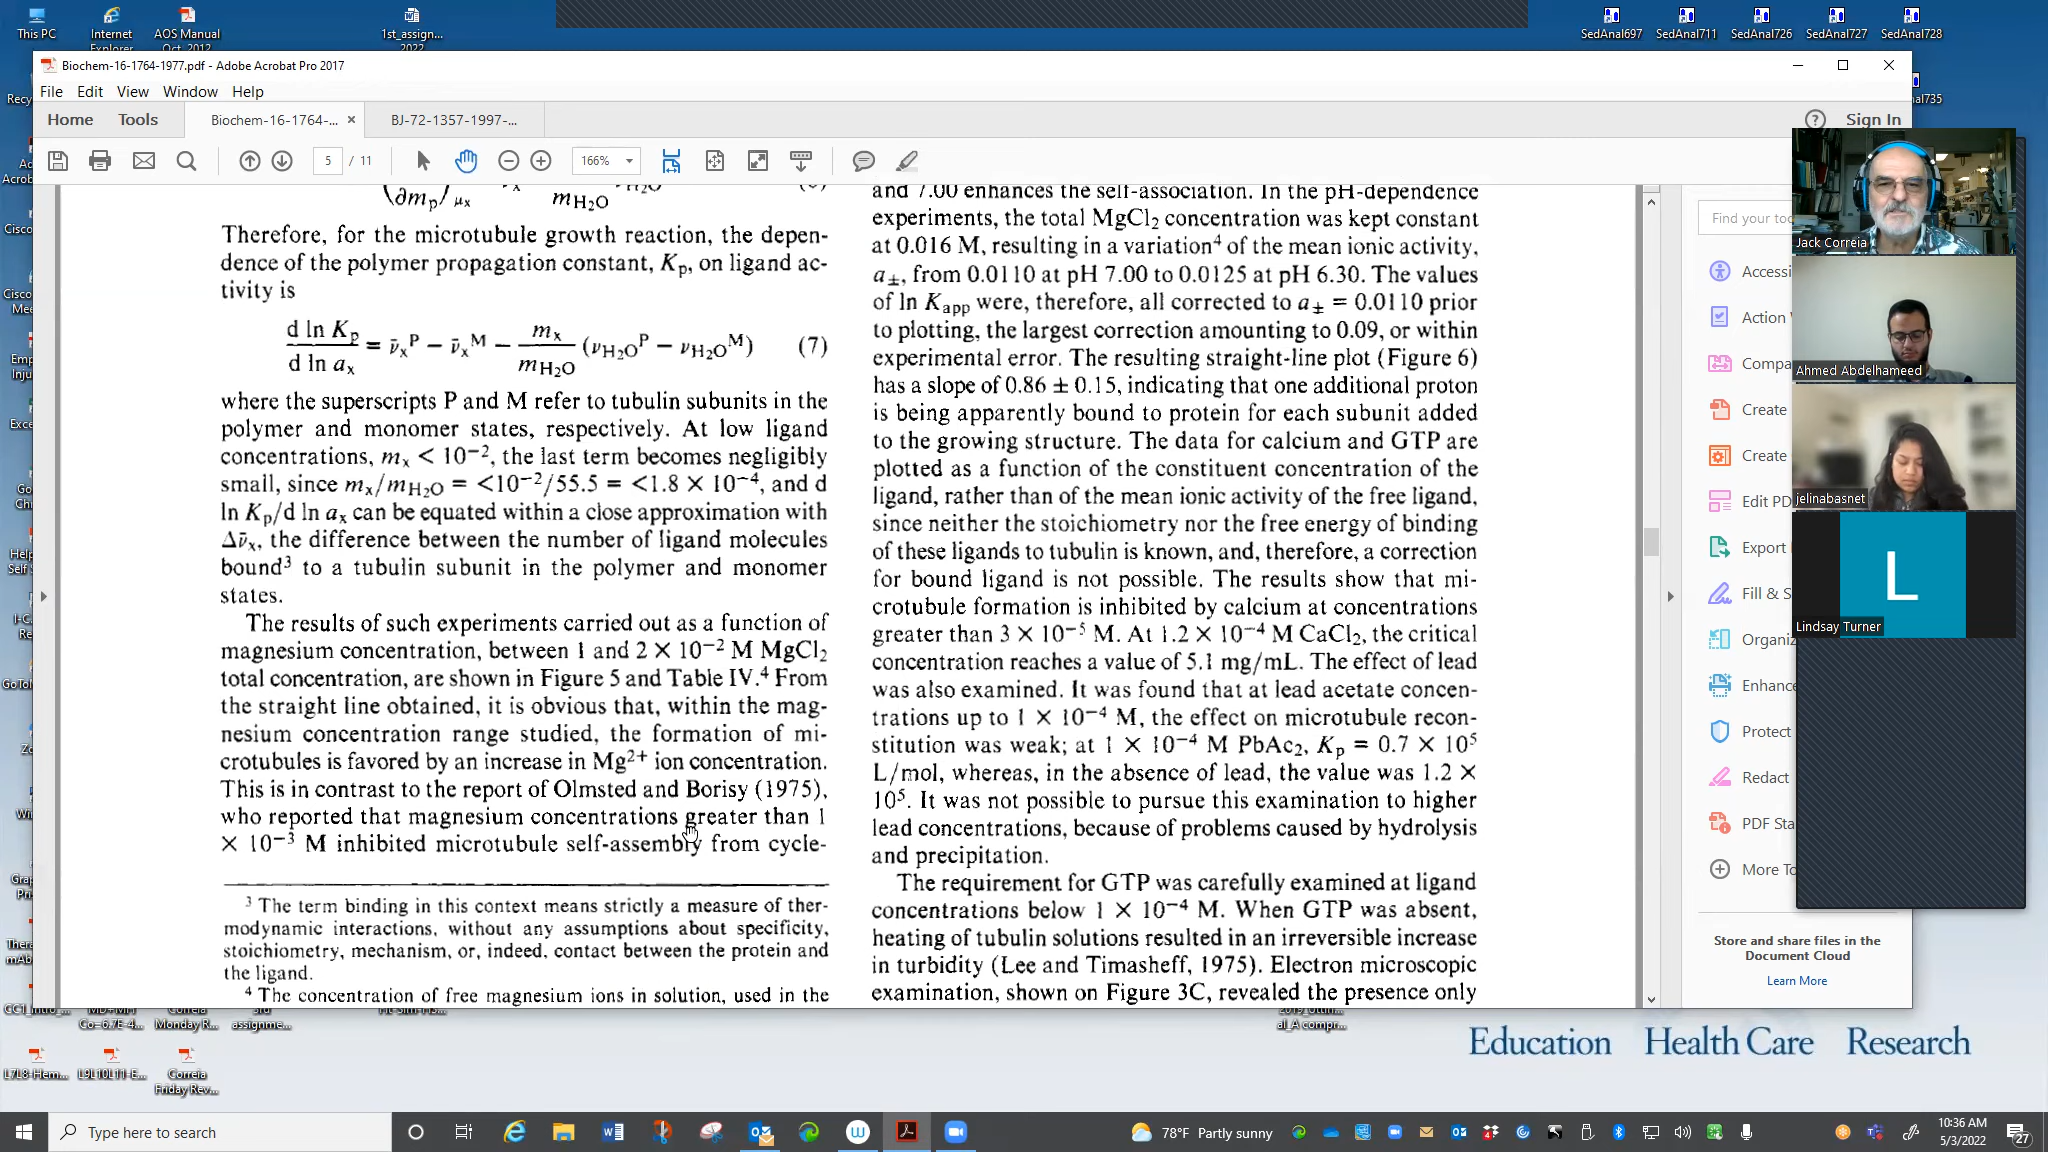 This PC
Internet Explorer
AOS Manual Oct. 2012
1st_assign... 2022
SedAnal697
SedAnal711
SedAnal726
SedAnal727
SedAnal728
Biochem-16-1764-1977.pdf - Adobe Acrobat Pro 2017
File Edit View Window Help
Home Tools Biochem-16-1764-... × BJ-72-1357-1997-... Sign In
5 / 11 166%
Therefore, for the microtubule growth reaction, the depen-
dence of the polymer propagation constant, Kp, on ligand ac-
tivity is
d ln Kp / d ln ax = ν̄xP − ν̄xM − mx/mH2O (νH2OP − νH2OM) (7)
where the superscripts P and M refer to tubulin subunits in the
polymer and monomer states, respectively. At low ligand
concentrations, mx < 10−2, the last term becomes negligibly
small, since mx/mH2O = <10−2/55.5 = <1.8 × 10−4, and d
ln Kp/d ln ax can be equated within a close approximation with
Δν̄x, the difference between the number of ligand molecules
bound3 to a tubulin subunit in the polymer and monomer
states.
The results of such experiments carried out as a function of
magnesium concentration, between 1 and 2 × 10−2 M MgCl2
total concentration, are shown in Figure 5 and Table IV.4 From
the straight line obtained, it is obvious that, within the mag-
nesium concentration range studied, the formation of mi-
crotubules is favored by an increase in Mg2+ ion concentration.
This is in contrast to the report of Olmsted and Borisy (1975),
who reported that magnesium concentrations greater than 1
× 10−3 M inhibited microtubule self-assembly from cycle-
3 The term binding in this context means strictly a measure of ther-
modynamic interactions, without any assumptions about specificity,
stoichiometry, mechanism, or, indeed, contact between the protein and
the ligand.
4 The concentration of free magnesium ions in solution, used in the
and 7.00 enhances the self-association. In the pH-dependence
experiments, the total MgCl2 concentration was kept constant
at 0.016 M, resulting in a variation4 of the mean ionic activity,
a±, from 0.0110 at pH 7.00 to 0.0125 at pH 6.30. The values
of ln Kapp were, therefore, all corrected to a± = 0.0110 prior
to plotting, the largest correction amounting to 0.09, or within
experimental error. The resulting straight-line plot (Figure 6)
has a slope of 0.86 ± 0.15, indicating that one additional proton
is being apparently bound to protein for each subunit added
to the growing structure. The data for calcium and GTP are
plotted as a function of the constituent concentration of the
ligand, rather than of the mean ionic activity of the free ligand,
since neither the stoichiometry nor the free energy of binding
of these ligands to tubulin is known, and, therefore, a correction
for bound ligand is not possible. The results show that mi-
crotubule formation is inhibited by calcium at concentrations
greater than 3 × 10−5 M. At 1.2 × 10−4 M CaCl2, the critical
concentration reaches a value of 5.1 mg/mL. The effect of lead
was also examined. It was found that at lead acetate concen-
trations up to 1 × 10−4 M, the effect on microtubule recon-
stitution was weak; at 1 × 10−4 M PbAc2, Kp = 0.7 × 105
L/mol, whereas, in the absence of lead, the value was 1.2 ×
105. It was not possible to pursue this examination to higher
lead concentrations, because of problems caused by hydrolysis
and precipitation.
The requirement for GTP was carefully examined at ligand
concentrations below 1 × 10−4 M. When GTP was absent,
heating of tubulin solutions resulted in an irreversible increase
in turbidity (Lee and Timasheff, 1975). Electron microscopic
examination, shown on Figure 3C, revealed the presence only
Find your too
Accessi
Action
Compa
Create
Create
Edit PD
Export
Fill & S
Organiz
Enhance
Protect
Redact
PDF Sta
More To
Store and share files in the
Document Cloud
Learn More
Jack Correia
Ahmed Abdelhameed
jelinabasnet
L
Lindsay Turner
assignme...
Monday R...
L7L8-Hem...
L9L10L11-E...
Correia Friday Rev...
Education Health Care Research
Type here to search
78°F Partly sunny
10:36 AM
5/3/2022
27